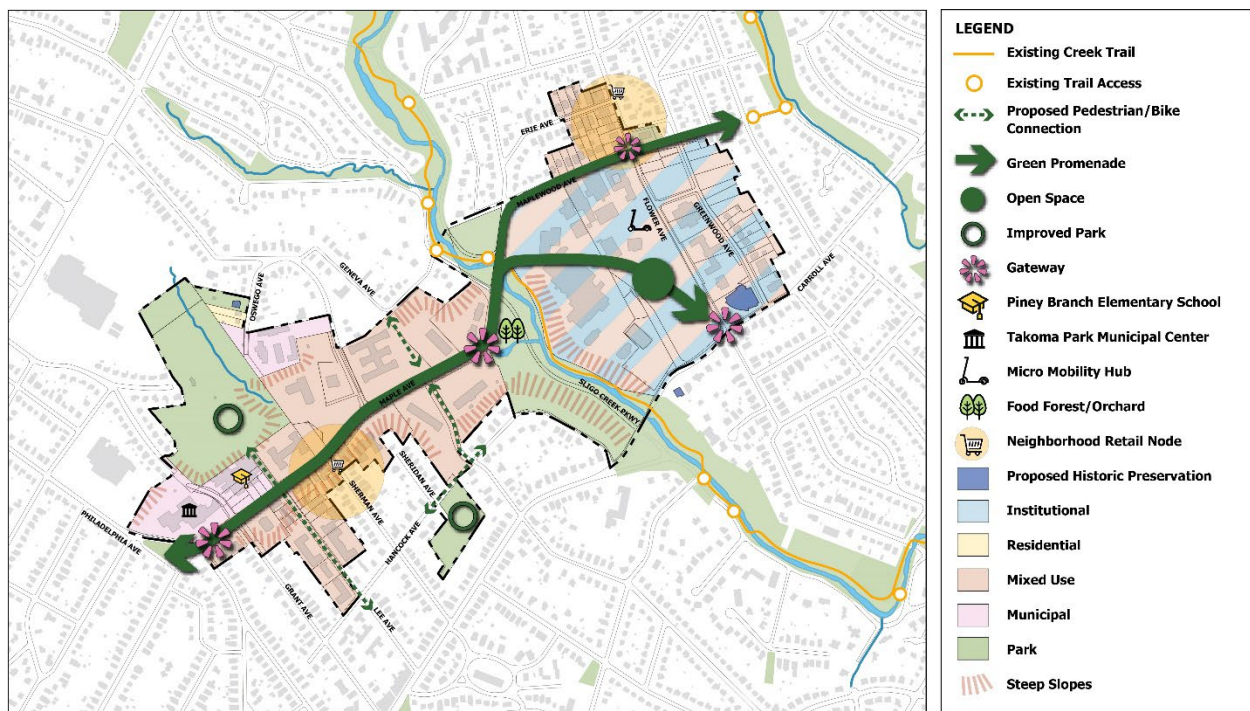 ERIE AVE
MAPLEWOOD AVE
FLOWER AVE
GREENWOOD AVE
CARROLL AVE
GENEVA AVE
OSWEGO AVE
MAPLE AVE
SLIGO CREEK PKWY
SHERIDAN AVE
SHERMAN AVE
HANCOCK AVE
PHILADELPHIA AVE
GRANT AVE
LEE AVE
LEGEND
Existing Creek Trail
Existing Trail Access
Proposed Pedestrian/Bike
Connection
Green Promenade
Open Space
Improved Park
Gateway
Piney Branch Elementary School
Takoma Park Municipal Center
Micro Mobility Hub
Food Forest/Orchard
Neighborhood Retail Node
Proposed Historic Preservation
Institutional
Residential
Mixed Use
Municipal
Park
Steep Slopes